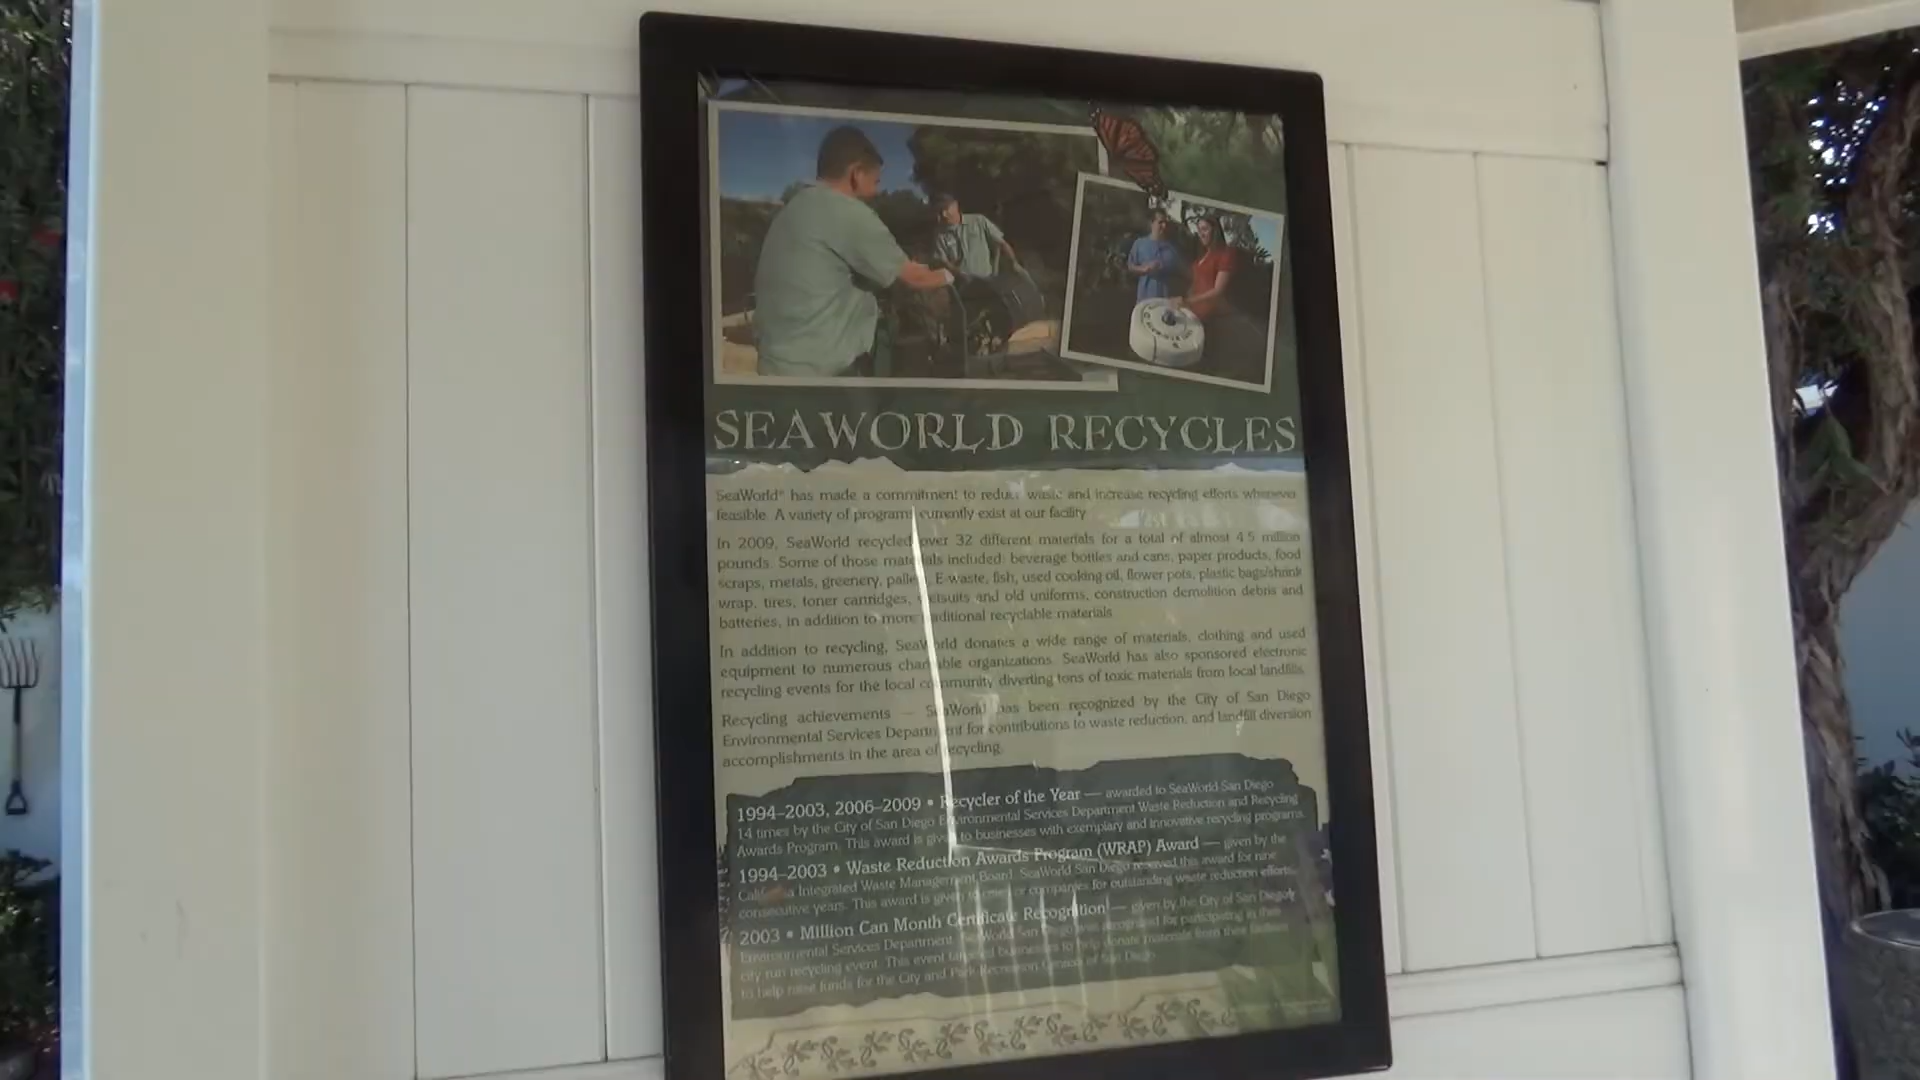 SEAWORLD RECYCLES
SeaWorld® has made a commitment to reduce waste and increase recycling efforts whenever
feasible. A variety of programs currently exist at our facility.
In 2009, SeaWorld recycled over 32 different materials for a total of almost 4.5 million
pounds. Some of those materials included: beverage bottles and cans, paper products, food
scraps, metals, greenery, pallets, E-waste, fish, used cooking oil, flower pots, plastic bags/shrink
wrap, tires, toner cartridges, wetsuits and old uniforms, construction demolition debris and
batteries, in addition to more traditional recyclable materials.
In addition to recycling, SeaWorld donates a wide range of materials, clothing and used
equipment to numerous charitable organizations. SeaWorld has also sponsored electronic
recycling events for the local community diverting tons of toxic materials from local landfills.
Recycling achievements — SeaWorld has been recognized by the City of San Diego
Environmental Services Department for contributions to waste reduction, and landfill diversion
accomplishments in the area of recycling.
1994–2003, 2006–2009 • Recycler of the Year — awarded to SeaWorld San Diego
14 times by the City of San Diego Environmental Services Department Waste Reduction and Recycling
Awards Program. This award is given to businesses with exemplary and innovative recycling programs.
1994–2003 • Waste Reduction Awards Program (WRAP) Award — given by the
California Integrated Waste Management Board. SeaWorld San Diego received this award for nine
consecutive years. This award is given to cities or companies for outstanding waste reduction efforts.
2003 • Million Can Month Certificate Recognition — given by the City of San Diego
Environmental Services Department. SeaWorld San Diego was recognized for participating in this
city run recycling event. This event targeted businesses to help donate materials from their facilities
to help raise funds for the City and Park Recreation Centers of San Diego.